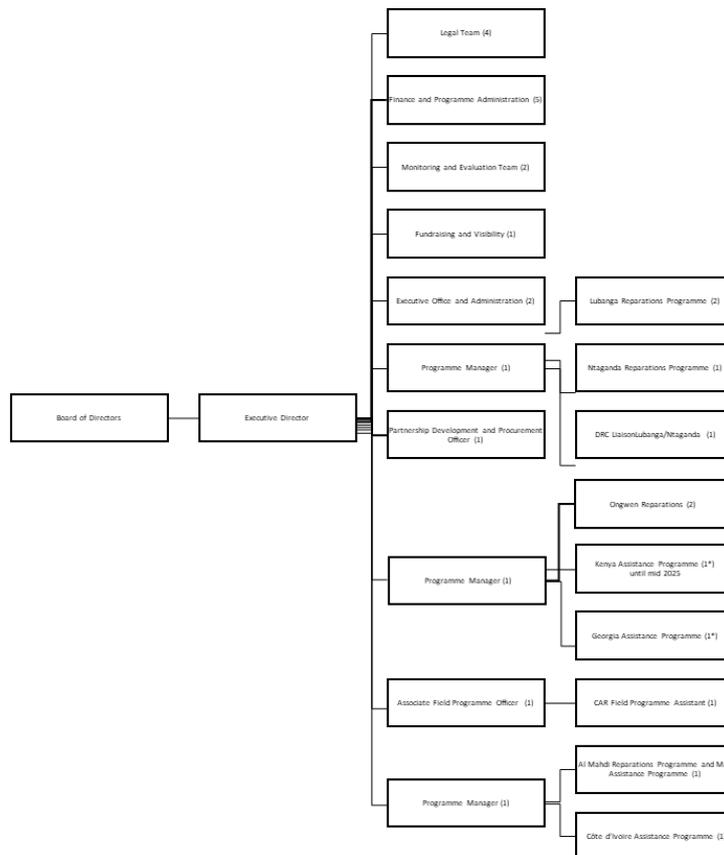 Legal Team (4)
Finance and Programme Administration (5)
Monitoring and Evaluation Team (2)
Fundraising and Visibility (1)
Executive Office and Administration (2)
Lubanga Reparations Programme (2)
Programme Manager (1)
Ntaganda Reparations Programme (1)
Board of Directors
Executive Director
Partnership Development and Procurement
Officer (1)
DRC LiaisonLubanga/Ntaganda (1)
Ongwen Reparations (2)
Programme Manager (1)
Kenya Assistance Programme (1*)
until mid 2025
Georgia Assistance Programme (1*)
Associate Field Programme Officer (1)
CAR Field Programme Assistant (1)
Al Mahdi Reparations Programme and M
Assistance Programme (1)
Programme Manager (1)
Côte d'Ivoire Assistance Programme (1